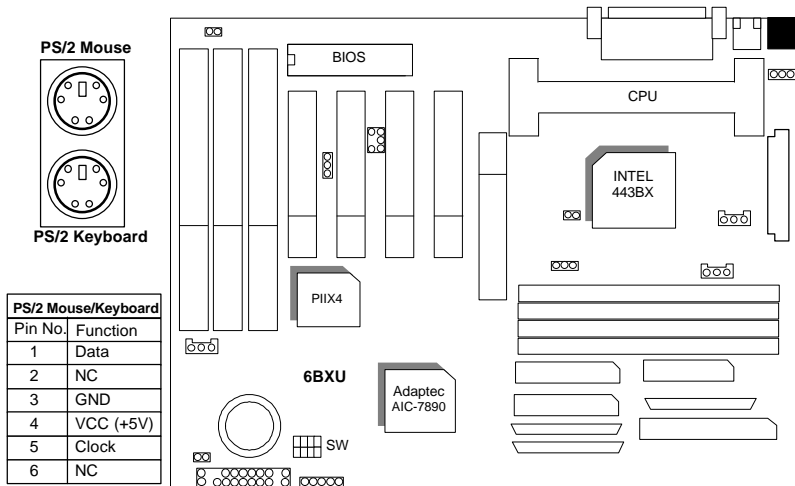 PS/2 Mouse
PS/2 Keyboard
PS/2 Mouse/Keyboard
Pin No. Function
1 Data
2 NC
3 GND
4 VCC (+5V)
5 Clock
6 NC
BIOS
CPU
INTEL
443BX
PIIX4
6BXU
Adaptec
AIC-7890
SW